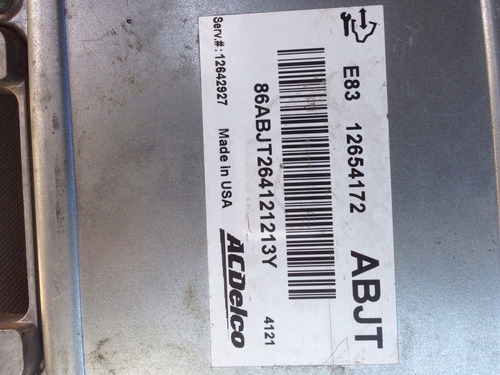 E83 12654172 ABJT
86ABJT264121213Y
4121
Serv.#: 12642927 Made in USA ACDelco